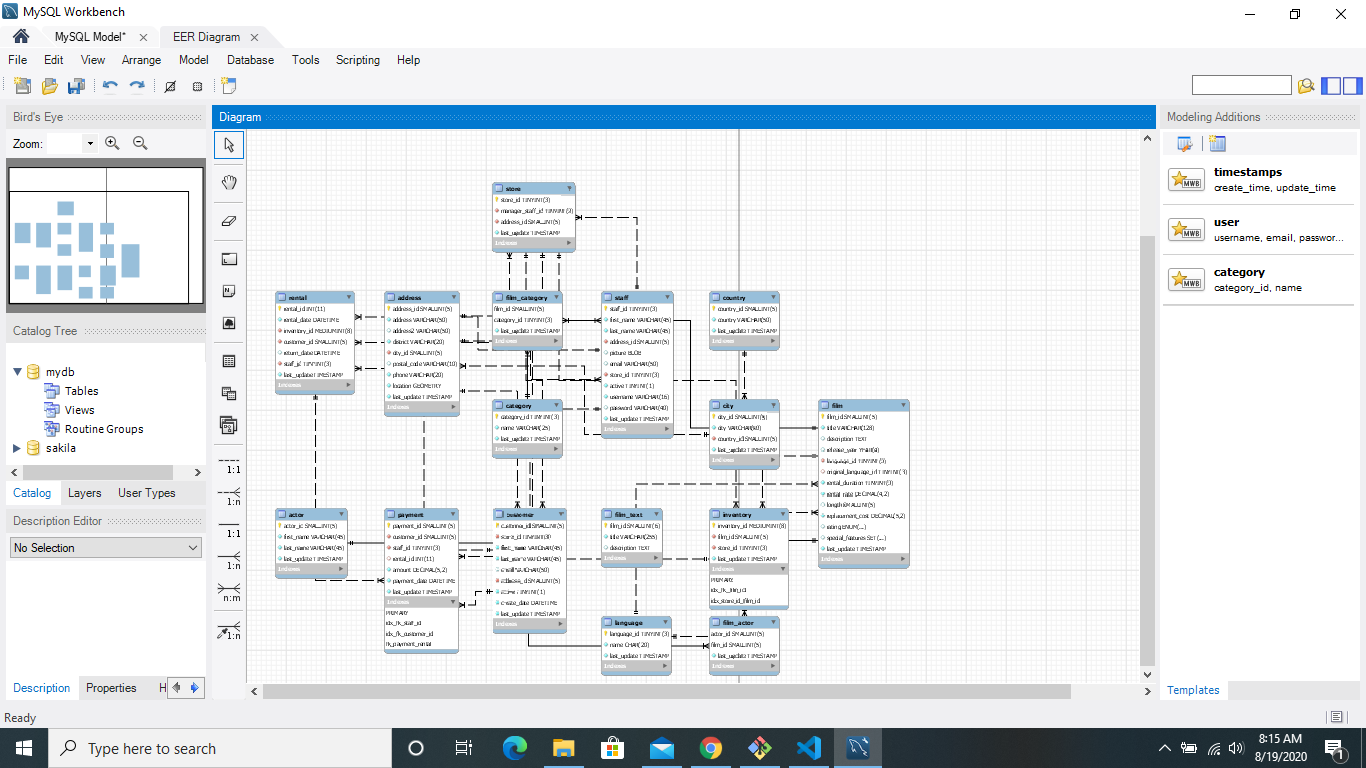 MySQL Workbench
MySQL Model*
EER Diagram
File Edit View Arrange Model Database Tools Scripting Help
Bird's Eye
Zoom:
Catalog Tree
mydb
Tables
Views
Routine Groups
sakila
Catalog Layers User Types
Description Editor
No Selection
Description Properties H
Diagram
1:1
1:n
1:1
1:n
n:m
1:n
store
store_id TINYINT(3)
manager_staff_id TINYINT(3)
address_id SMALLINT(5)
last_update TIMESTAMP
Indexes
rental
rental_id INT(11)
rental_date DATETIME
inventory_id MEDIUMINT(8)
customer_id SMALLINT(5)
return_date DATETIME
staff_id TINYINT(3)
last_update TIMESTAMP
Indexes
address
address_id SMALLINT(5)
address VARCHAR(50)
address2 VARCHAR(50)
district VARCHAR(20)
city_id SMALLINT(5)
postal_code VARCHAR(10)
phone VARCHAR(20)
location GEOMETRY
last_update TIMESTAMP
Indexes
film_category
film_id SMALLINT(5)
category_id TINYINT(3)
last_update TIMESTAMP
Indexes
staff
staff_id TINYINT(3)
first_name VARCHAR(45)
last_name VARCHAR(45)
address_id SMALLINT(5)
picture BLOB
email VARCHAR(50)
store_id TINYINT(3)
active TINYINT(1)
username VARCHAR(16)
password VARCHAR(40)
last_update TIMESTAMP
Indexes
country
country_id SMALLINT(5)
country VARCHAR(50)
last_update TIMESTAMP
Indexes
category
category_id TINYINT(3)
name VARCHAR(25)
last_update TIMESTAMP
Indexes
city
city_id SMALLINT(5)
city VARCHAR(50)
country_id SMALLINT(5)
last_update TIMESTAMP
Indexes
film
film_id SMALLINT(5)
title VARCHAR(128)
description TEXT
release_year YEAR(4)
language_id TINYINT(3)
original_language_id TINYINT(3)
rental_duration TINYINT(3)
rental_rate DECIMAL(4,2)
length SMALLINT(5)
replacement_cost DECIMAL(5,2)
rating ENUM(...)
special_features SET (...)
last_update TIMESTAMP
Indexes
actor
actor_id SMALLINT(5)
first_name VARCHAR(45)
last_name VARCHAR(45)
last_update TIMESTAMP
Indexes
payment
payment_id SMALLINT(5)
customer_id SMALLINT(5)
staff_id TINYINT(3)
rental_id INT(11)
amount DECIMAL(5,2)
payment_date DATETIME
last_update TIMESTAMP
Indexes
PRIMARY
idx_fk_staff_id
idx_fk_customer_id
fk_payment_rental
customer
customer_id SMALLINT(5)
store_id TINYINT(3)
first_name VARCHAR(45)
last_name VARCHAR(45)
email VARCHAR(50)
address_id SMALLINT(5)
active TINYINT(1)
create_date DATETIME
last_update TIMESTAMP
Indexes
film_text
film_id SMALLINT(6)
title VARCHAR(255)
description TEXT
Indexes
inventory
inventory_id MEDIUMINT(8)
film_id SMALLINT(5)
store_id TINYINT(3)
last_update TIMESTAMP
Indexes
PRIMARY
idx_fk_film_id
idx_store_id_film_id
language
language_id TINYINT(3)
name CHAR(20)
last_update TIMESTAMP
Indexes
film_actor
actor_id SMALLINT(5)
film_id SMALLINT(5)
last_update TIMESTAMP
Indexes
Modeling Additions
timestamps
create_time, update_time
user
username, email, passwor...
category
category_id, name
Templates
Ready
Type here to search
8:15 AM
8/19/2020
1